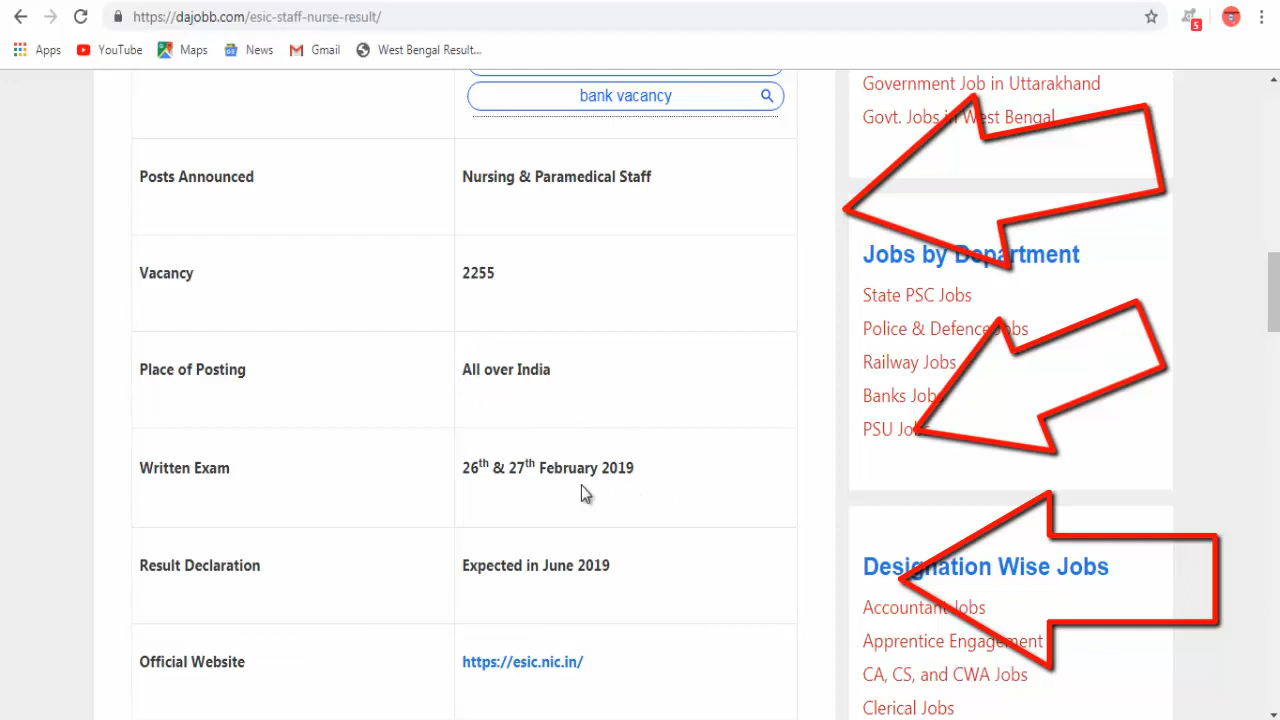 https://dajobb.com/esic-staff-nurse-result/
5
Apps YouTube Maps News Gmail West Bengal Result...
bank vacancy
Posts Announced Nursing & Paramedical Staff
Vacancy 2255
Place of Posting All over India
Written Exam 26th & 27th February 2019
Result Declaration Expected in June 2019
Official Website https://esic.nic.in/
Government Job in Uttarakhand
Govt. Jobs in West Bengal
Jobs by Department
State PSC Jobs
Police & Defence Jobs
Railway Jobs
Banks Jobs
PSU Jobs
Designation Wise Jobs
Accountant Jobs
Apprentice Engagement
CA, CS, and CWA Jobs
Clerical Jobs